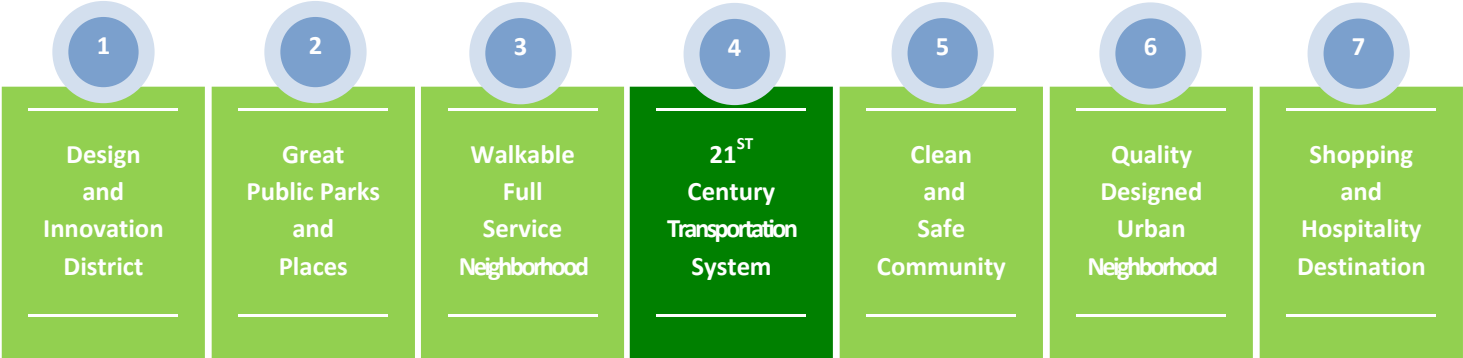 1
Design
and
Innovation
District
2
Great
Public Parks
and
Places
3
Walkable
Full
Service
Neighborhood
4
21ST
Century
Transportation
System
5
Clean
and
Safe
Community
6
Quality
Designed
Urban
Neighborhood
7
Shopping
and
Hospitality
Destination